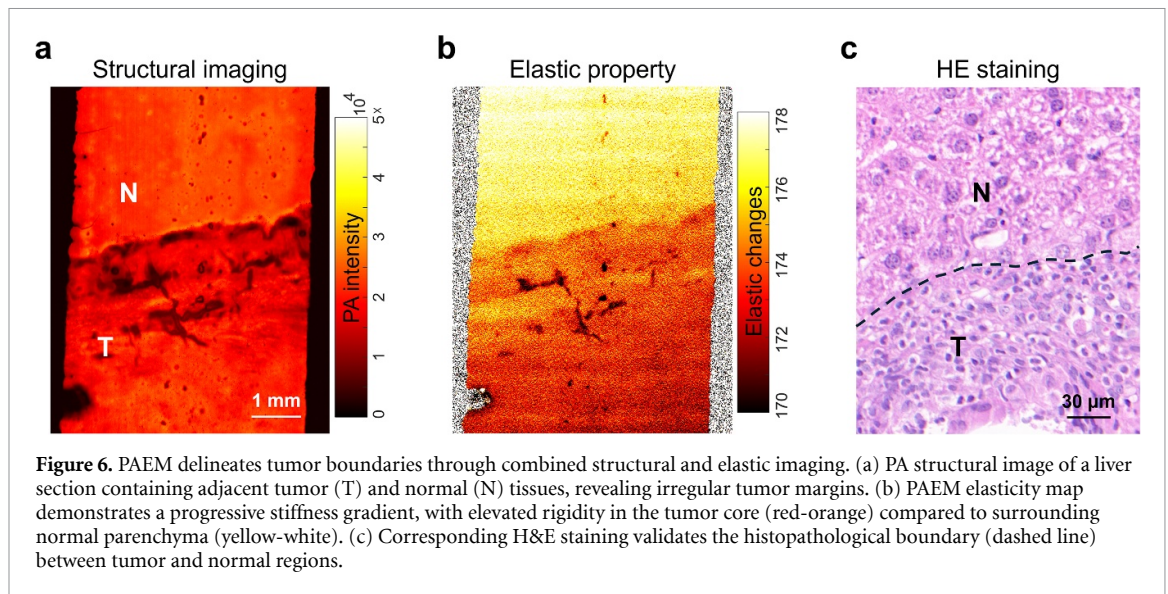 a
Structural imaging
N
T
1 mm
5×10⁴
4
3
2
1
0
PA intensity
b
Elastic property
178
176
174
172
170
Elastic changes
c
HE staining
N
T
30 µm
Figure 6. PAEM delineates tumor boundaries through combined structural and elastic imaging. (a) PA structural image of a liver
section containing adjacent tumor (T) and normal (N) tissues, revealing irregular tumor margins. (b) PAEM elasticity map
demonstrates a progressive stiffness gradient, with elevated rigidity in the tumor core (red-orange) compared to surrounding
normal parenchyma (yellow-white). (c) Corresponding H&E staining validates the histopathological boundary (dashed line)
between tumor and normal regions.